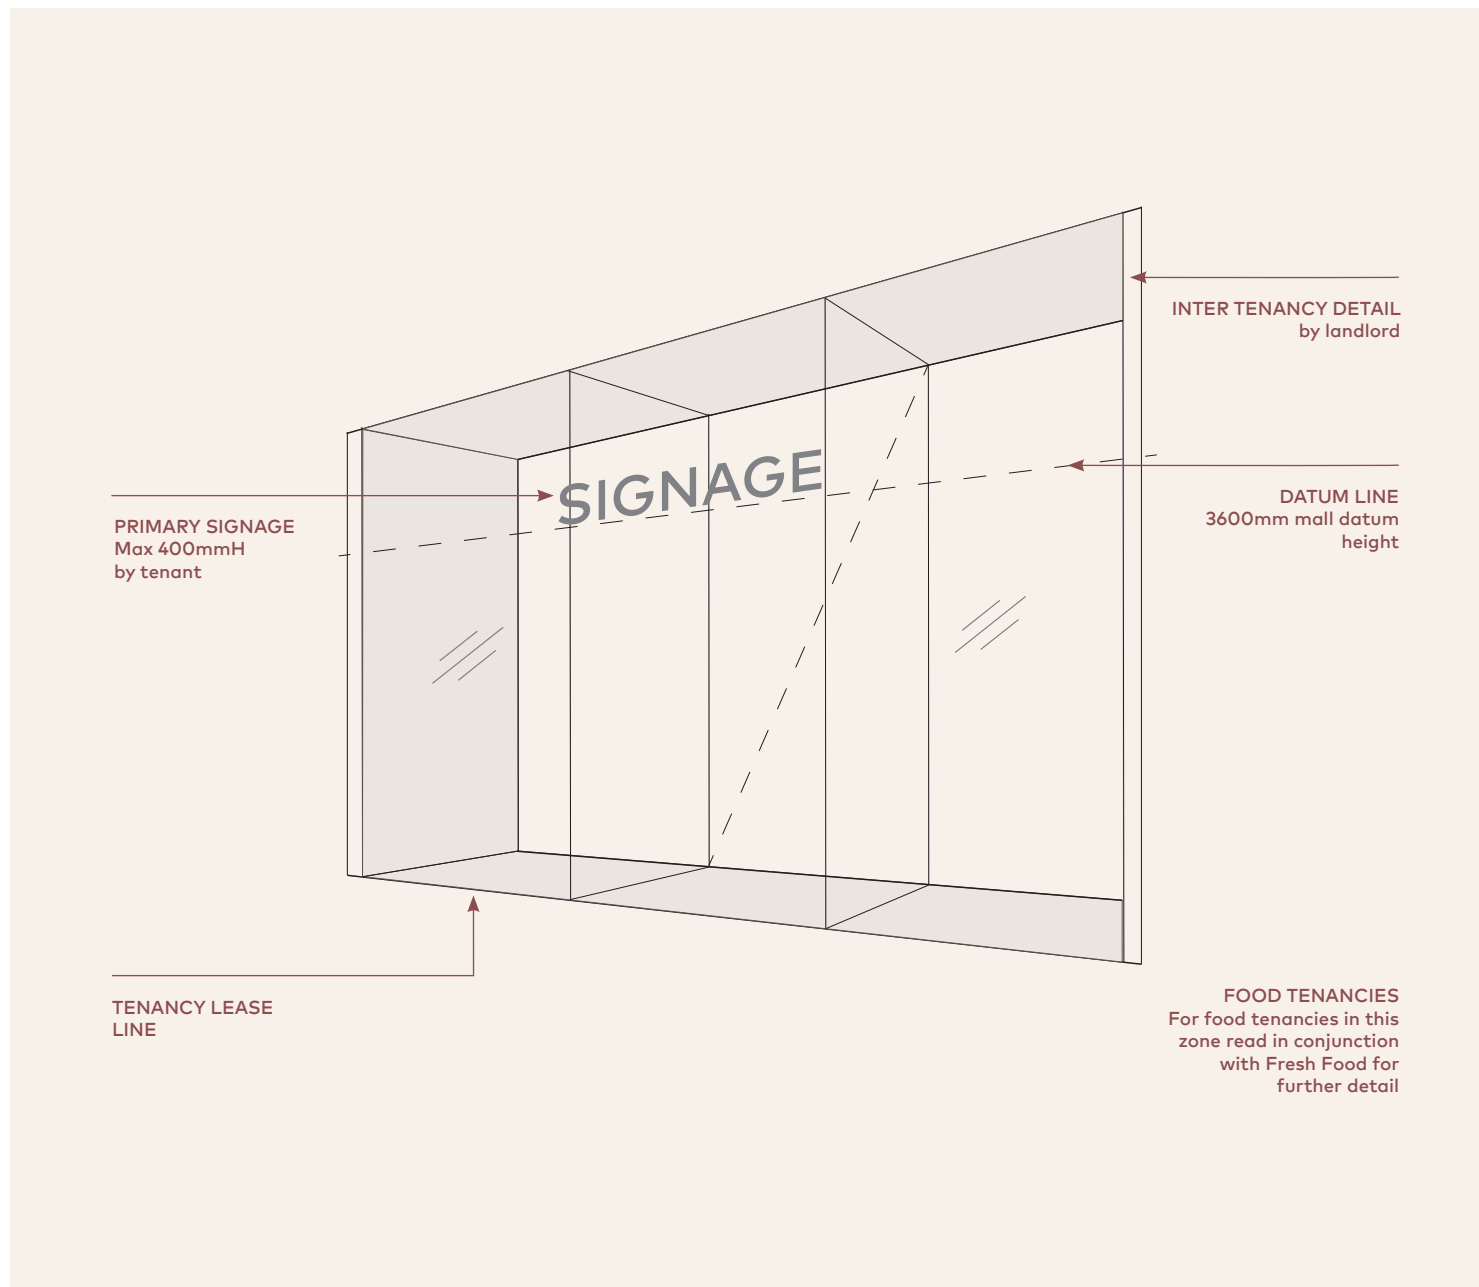 INTER TENANCY DETAIL
by landlord
SIGNAGE
PRIMARY SIGNAGE
Max 400mmH
by tenant
DATUM LINE
3600mm mall datum
height
TENANCY LEASE
LINE
FOOD TENANCIES
For food tenancies in this
zone read in conjunction
with Fresh Food for
further detail